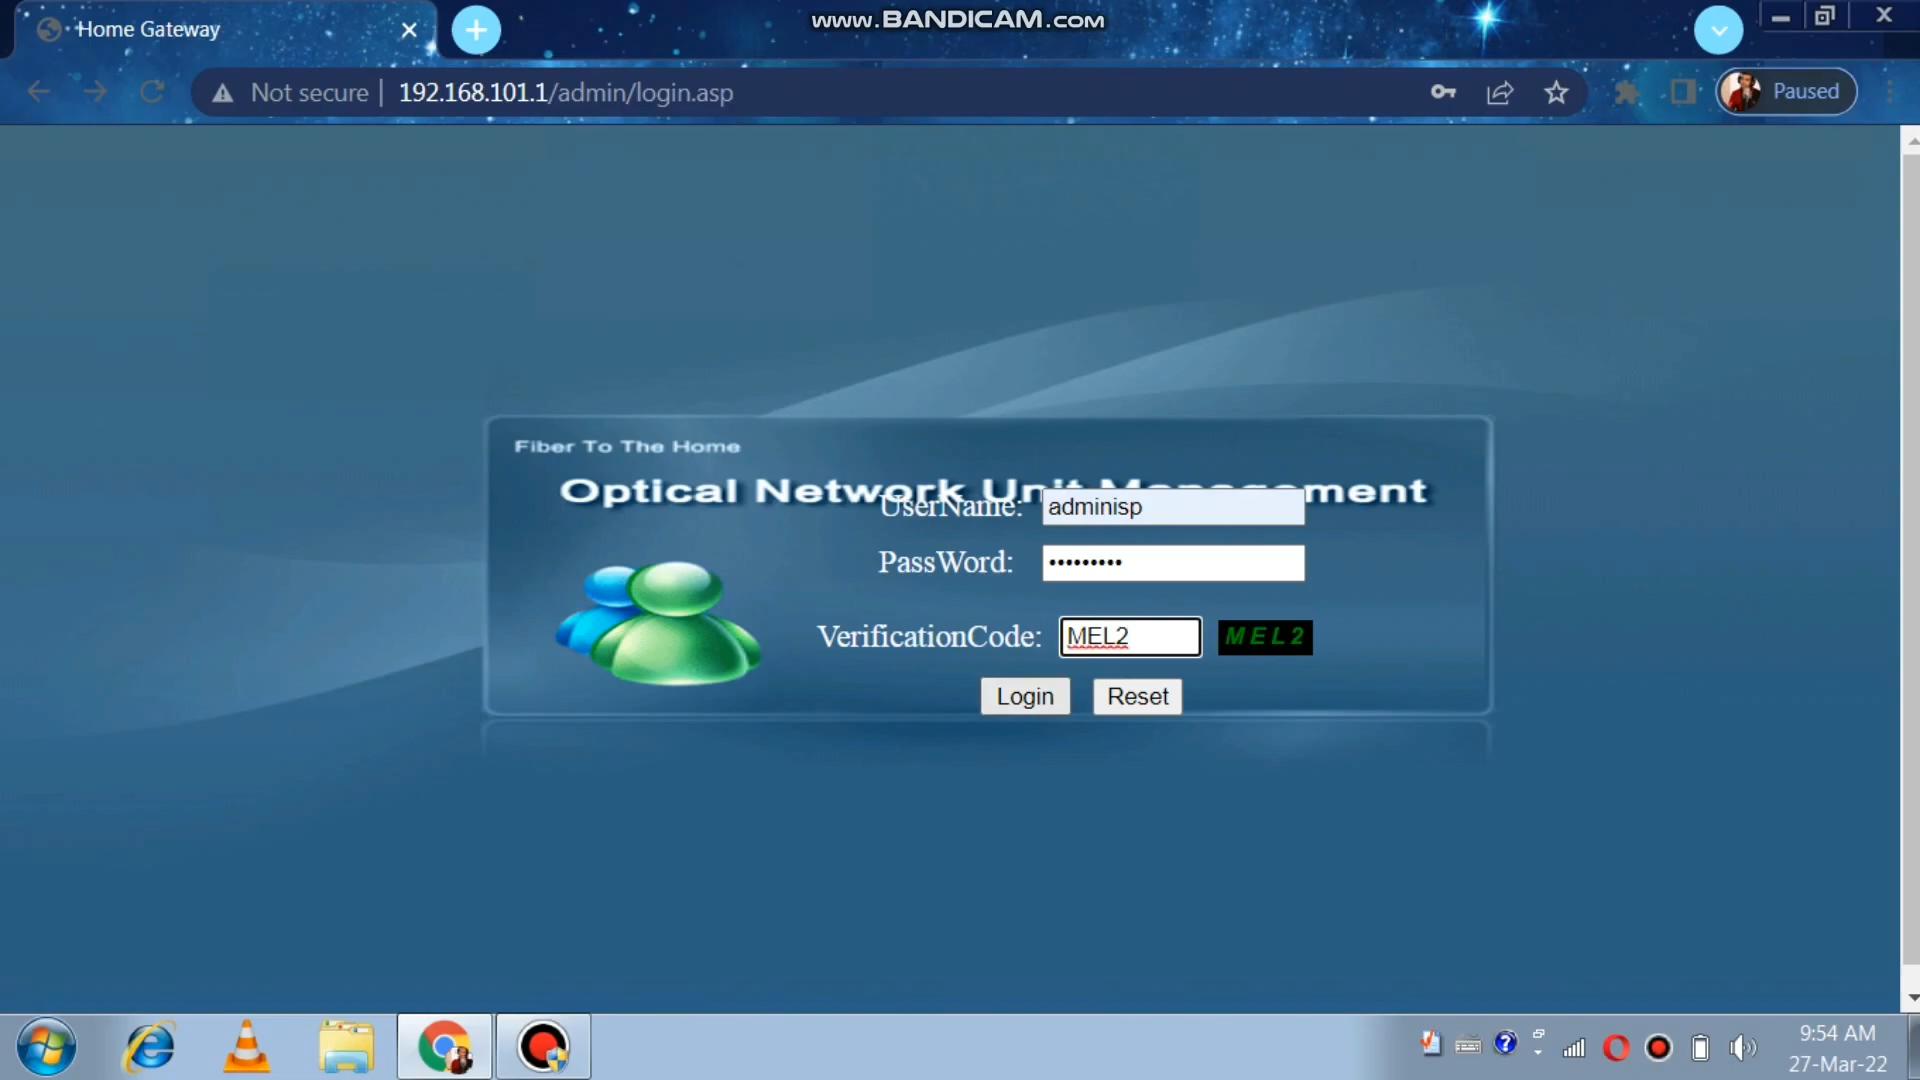 Home Gateway
www.BANDICAM.com
Not secure
192.168.101.1/admin/login.asp
Paused
Fiber To The Home
Optical Network Unit Management
UserName:
adminisp
PassWord:
•••••••••
VerificationCode:
MEL2
MEL2
Login
Reset
9:54 AM
27-Mar-22